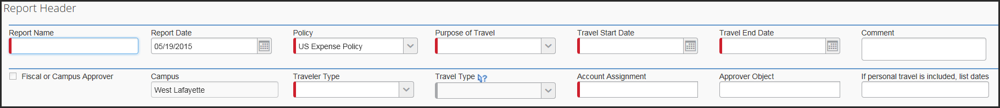 Report Header
Report Name Report Date Policy Purpose of Travel Travel Start Date Travel End Date Comment
05/19/2015 US Expense Policy
Fiscal or Campus Approver Campus Traveler Type Travel Type ? Account Assignment Approver Object If personal travel is included, list dates
West Lafayette